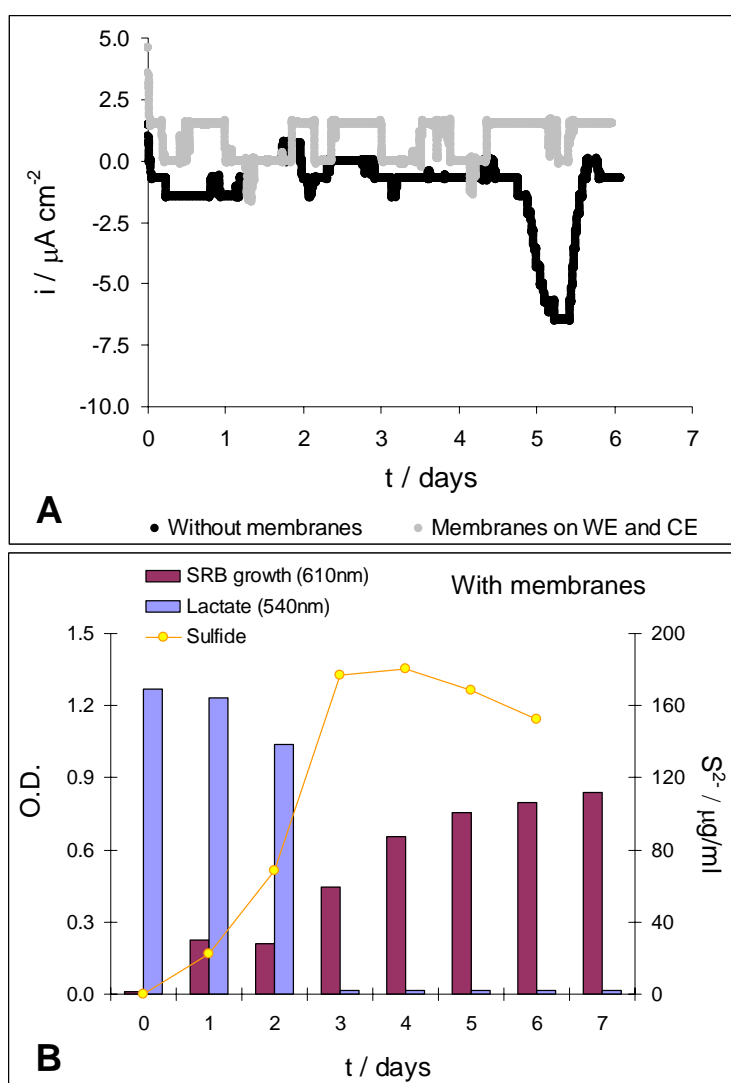 5.0
2.5
0.0
-2.5
-5.0
-7.5
-10.0
i / μA cm-2
0 1 2 3 4 5 6 7
t / days
A
Without membranes Membranes on WE and CE
SRB growth (610nm)
Lactate (540nm)
Sulfide
With membranes
1.5
1.2
0.9
0.6
0.3
0.0
O.D.
200
160
120
80
40
0
S2- / μg/ml
0 1 2 3 4 5 6 7
t / days
B